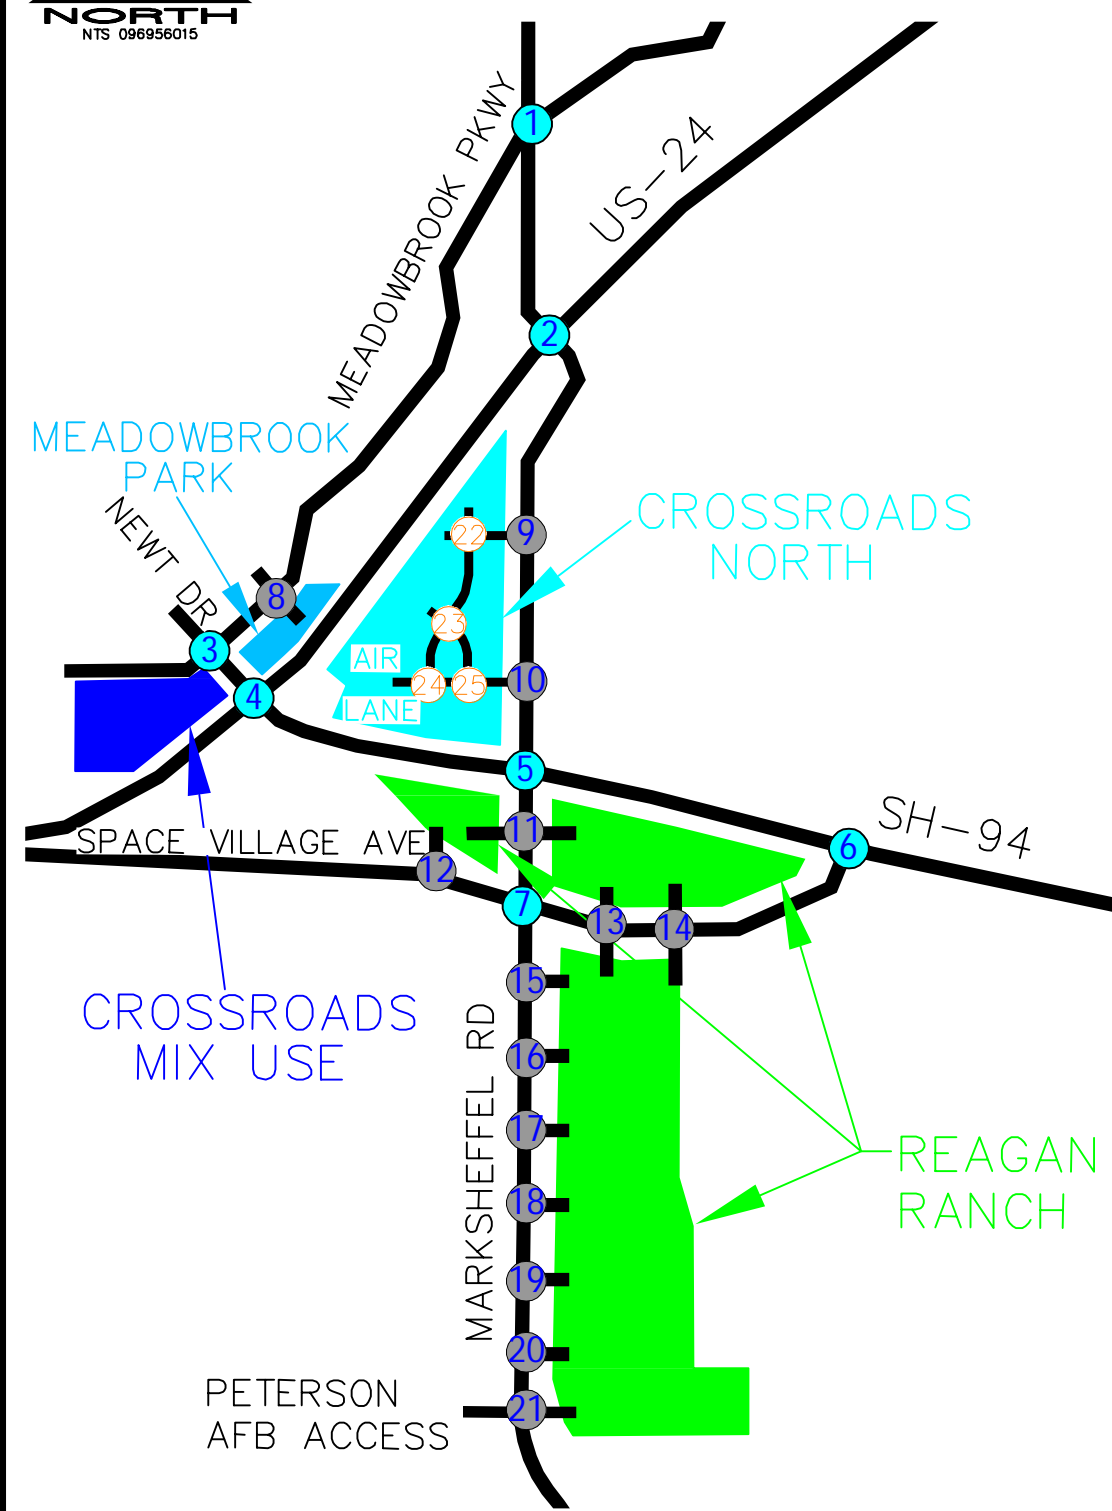 NORTH
NTS 096956015
MEADOWBROOK PKWY
1
US-24
2
MEADOWBROOK
PARK
NEWT DR
CROSSROADS
NORTH
22
9
8
23
3
AIR
LANE
24
25
10
4
5
SH-94
6
SPACE VILLAGE AVE
11
12
7
13
14
15
CROSSROADS
MIX USE
MARKSHEFFEL RD
16
17
REAGAN
RANCH
18
19
20
PETERSON
AFB ACCESS
21